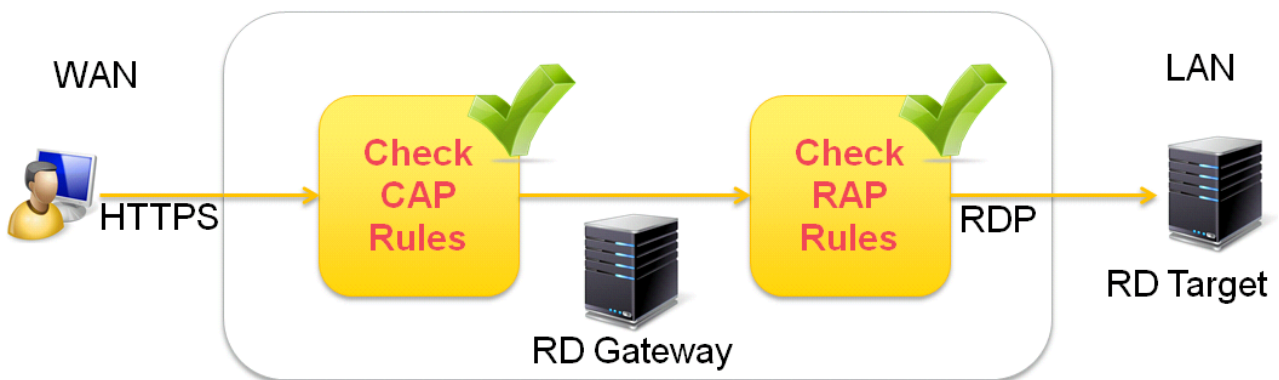 WAN
HTTPS
Check
CAP
Rules
RD Gateway
Check
RAP
Rules
RDP
LAN
RD Target